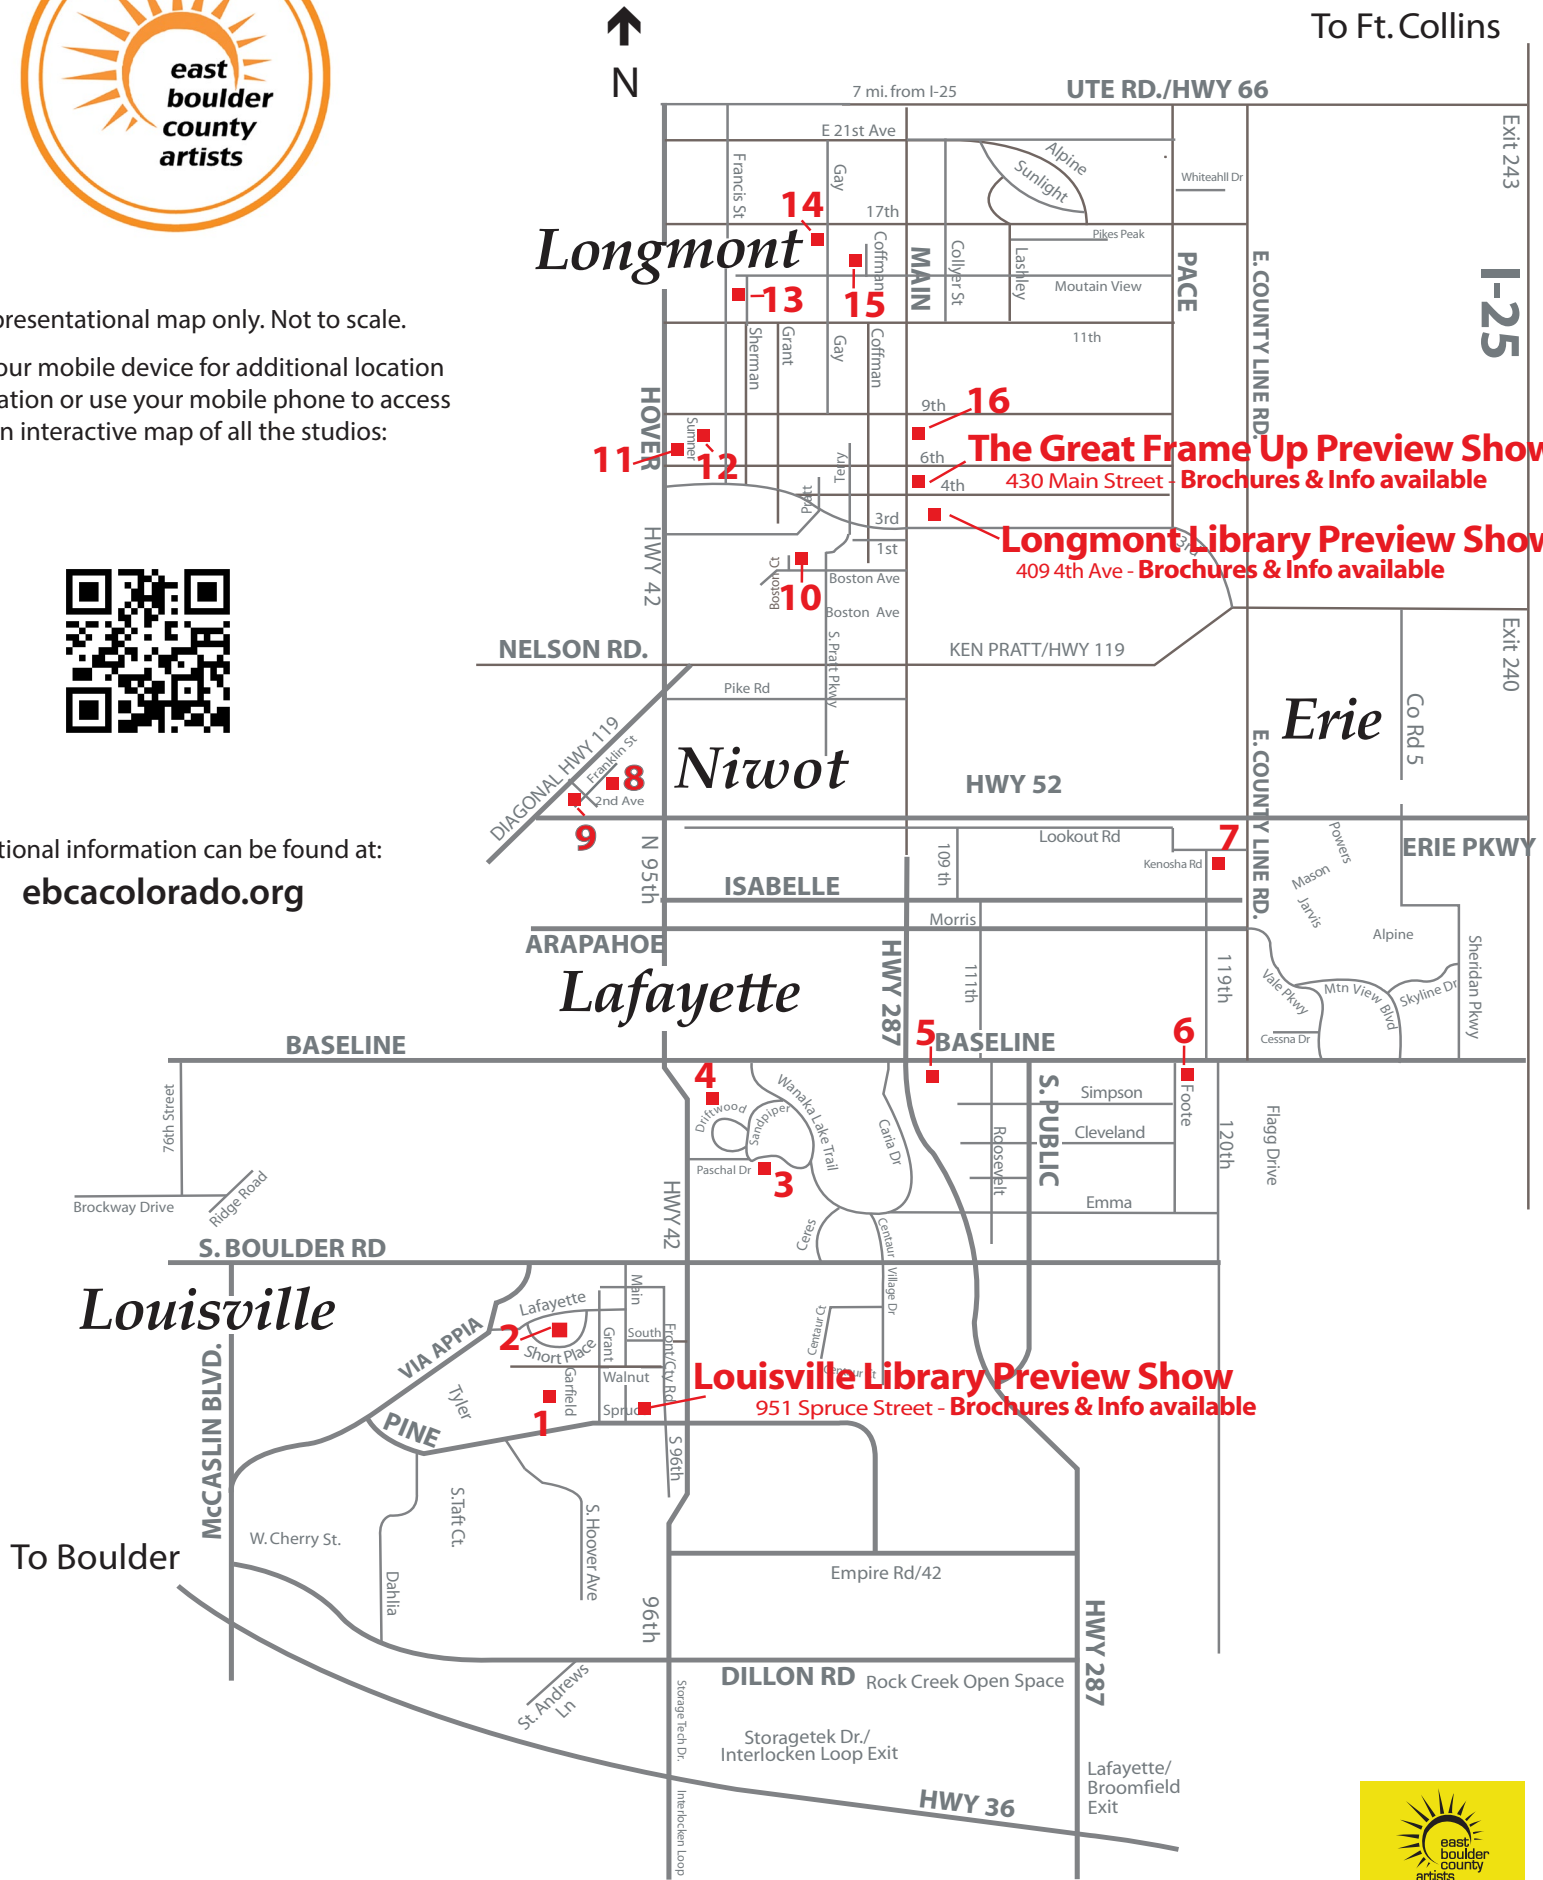 To Ft. Collins
N
east
boulder
county
artists
7 mi. from I-25
UTE RD./HWY 66
Exit 243
E 21st Ave
Francis St
Gay
Alpine
Sunlight
Whiteahll Dr
14
17th
Longmont
Coffman
Pikes Peak
MAIN
Collyer St
Lashley
PACE
E. COUNTY LINE RD.
I-25
Moutain View
13
15
presentational map only. Not to scale.
Sherman
Grant
Gay
Coffman
11th
our mobile device for additional location
ation or use your mobile phone to access
n interactive map of all the studios:
HOVER
9th
16
Sumner
11
12
The Great Frame Up Preview Show
6th
430 Main Street - Brochures & Info available
4th
Terry
Pratt
3rd
Longmont Library Preview Show
3rd
1st
409 4th Ave - Brochures & Info available
HWY 42
Boston Ct
10
Boston Ave
Boston Ave
Exit 240
NELSON RD.
S. Pratt Pkwy
KEN PRATT/HWY 119
Pike Rd
Erie
Co Rd 5
DIAGONAL HWY 119
Franklin St
Niwot
E. COUNTY LINE RD.
8
2nd Ave
HWY 52
9
tional information can be found at:
ebcacolorado.org
N 95th
Lookout Rd
7
Powers
ERIE PKWY
109 th
Kenosha Rd
Mason
ISABELLE
Jarvis
Morris
ARAPAHOE
Alpine
HWY 287
111th
119th
Sheridan Pkwy
Lafayette
Vale Pkwy
Mtn View Blvd
Skyline Dr
5
6
BASELINE
BASELINE
Cessna Dr
4
76th Street
Driftwood
Sandpiper
Wanaka Lake Trail
Caria Dr
S. PUBLIC
Simpson
Foote
Flagg Drive
Roosevelt
Cleveland
120th
Paschal Dr
3
Brockway Drive
Ridge Road
HWY 42
Emma
Ceres
Centaur Village Dr
S. BOULDER RD
Louisville
Main
Lafayette
VIA APPIA
2
Short Place
Grant
South
Front/Cty Rd
Centaur Ct
Centaur Ct
McCASLIN BLVD.
Walnut
Louisville Library Preview Show
951 Spruce Street - Brochures & Info available
Tyler
Garfield
Spruce
1
PINE
S 96th
S.Taft Ct.
S. Hoover Ave
W. Cherry St.
To Boulder
Dahlia
Empire Rd/42
96th
HWY 287
DILLON RD
Rock Creek Open Space
St. Andrews
Ln
Storage Tech Dr.
Storagetek Dr./
Interlocken Loop Exit
Interlocken Loop
HWY 36
Lafayette/
Broomfield
Exit
east
boulder
county
artists